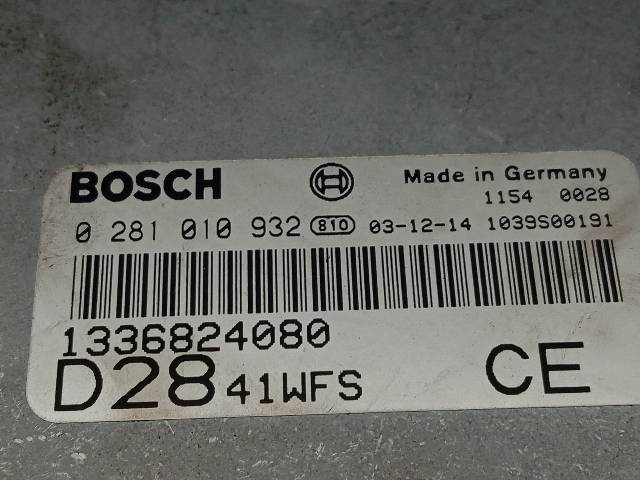 BOSCH Made in Germany
1154 0028
0 281 010 932 810 03-12-14 1039S00191
1336824080
D28 41WFS CE